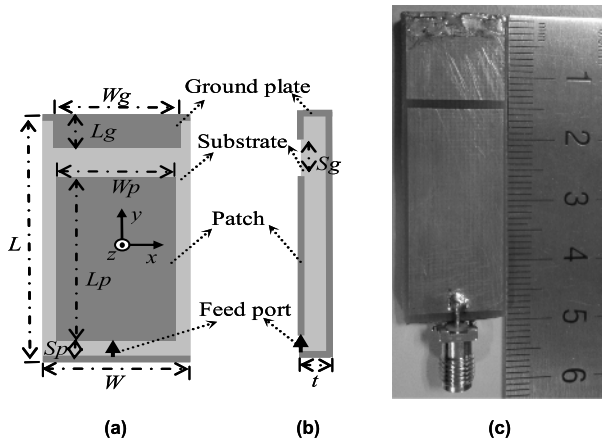 Wg
Ground plate
Lg
Substrate
Sg
Wp
y
L
z
x
Patch
Lp
Feed port
Sp
W
t
1
2
3
4
5
6
(a)
(b)
(c)